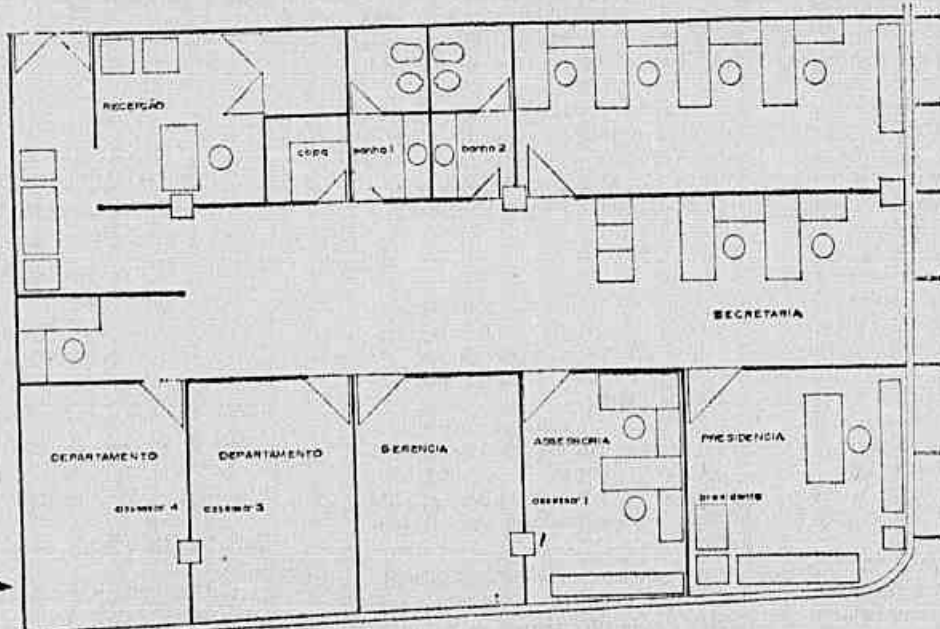 RECEPÇÃO
copa
banho 1
banho 2
SECRETARIA
DEPARTAMENTO
assessor 4
DEPARTAMENTO
assessor 3
GERENCIA
ASSESSORIA
assessor 1
PRESIDENCIA
presidente